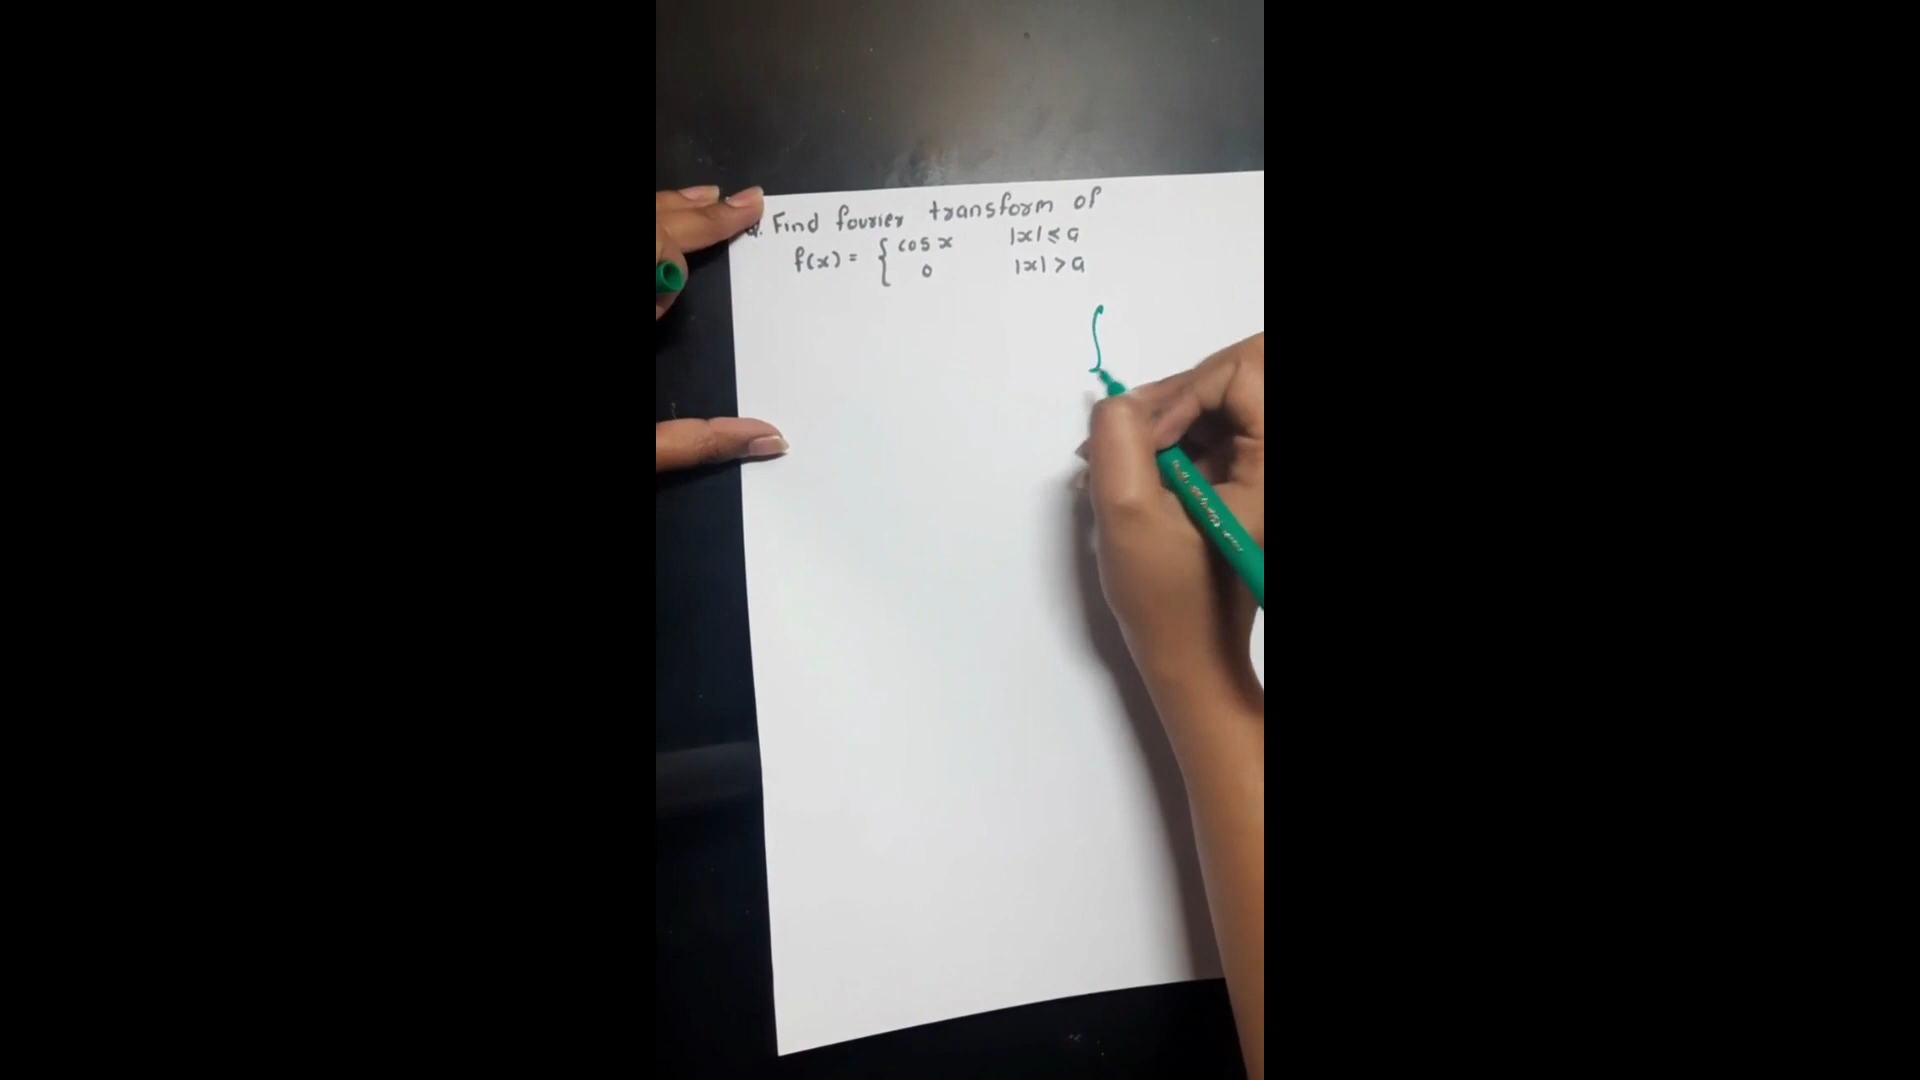 Q. Find fourier transform of
f(x) = { cos x |x| ≤ a
0 |x| > a
∫